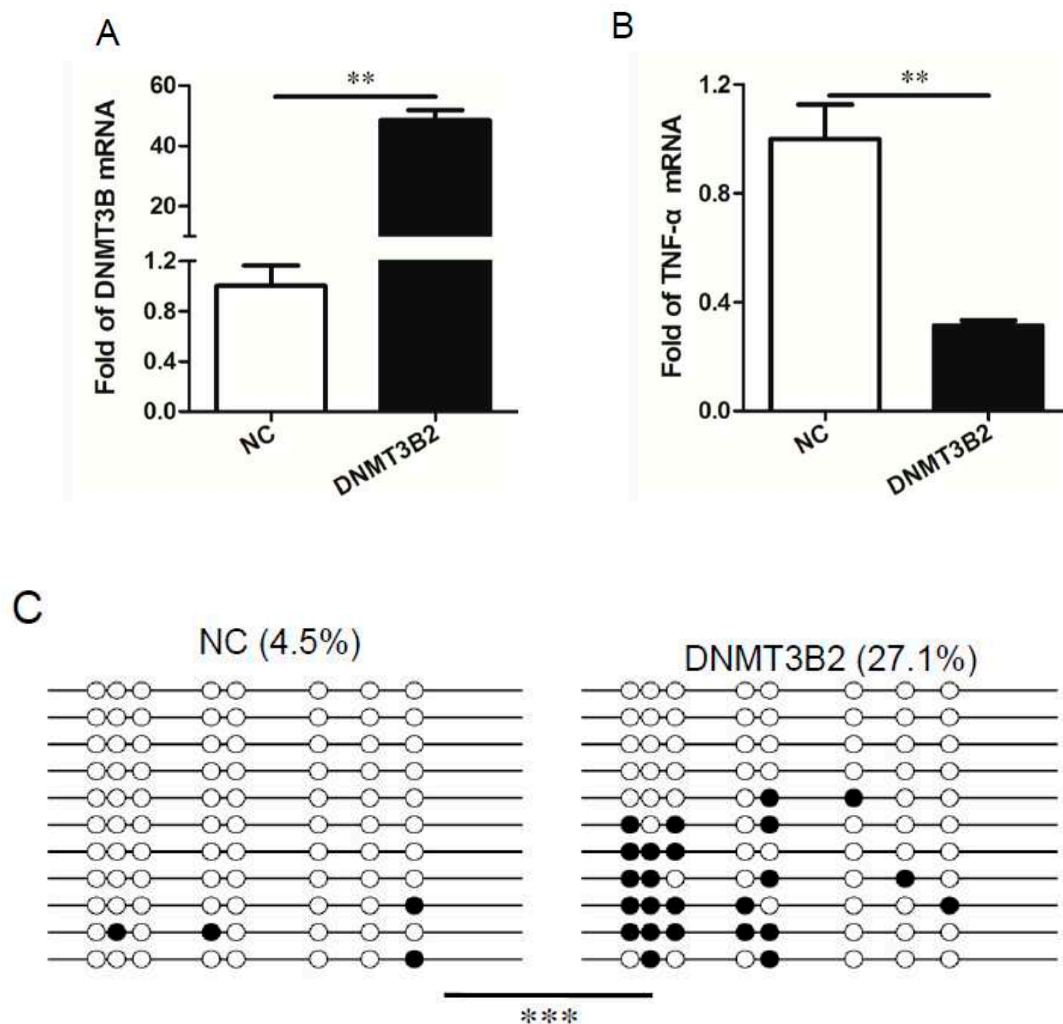 A
**
Fold of DNMT3B mRNA
60
40
20
1.2
0.8
0.4
0.0
NC
DNMT3B2
B
**
Fold of TNF-α mRNA
1.2
0.8
0.4
0.0
NC
DNMT3B2
C
NC (4.5%)
DNMT3B2 (27.1%)
***